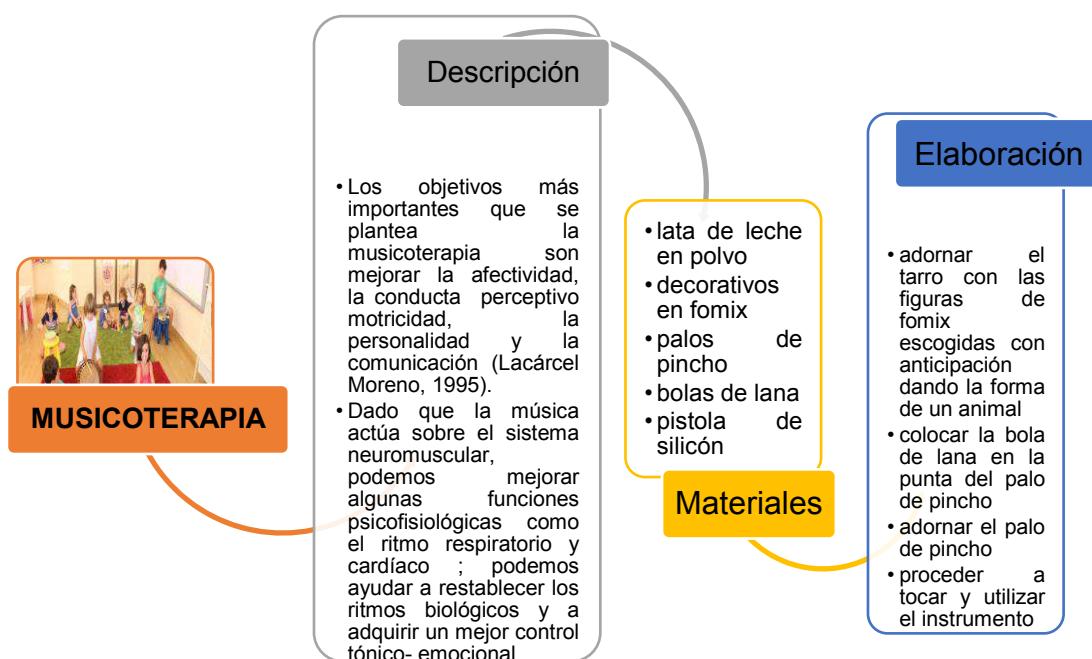 MUSICOTERAPIA
Descripción
• Los objetivos más
importantes que se
plantea la
musicoterapia son
mejorar la afectividad,
la conducta perceptivo
motricidad, la
personalidad y la
comunicación (Lacárcel
Moreno, 1995).
• Dado que la música
actúa sobre el sistema
neuromuscular,
podemos mejorar
algunas funciones
psicofisiológicas como
el ritmo respiratorio y
cardíaco ; podemos
ayudar a restablecer los
ritmos biológicos y a
adquirir un mejor control
tónico- emocional
• lata de leche
en polvo
• decorativos
en fomix
• palos de
pincho
• bolas de lana
• pistola de
silicón
Materiales
Elaboración
• adornar el
tarro con las
figuras de
fomix
escogidas con
anticipación
dando la forma
de un animal
• colocar la bola
de lana en la
punta del palo
de pincho
• adornar el palo
de pincho
• proceder a
tocar y utilizar
el instrumento